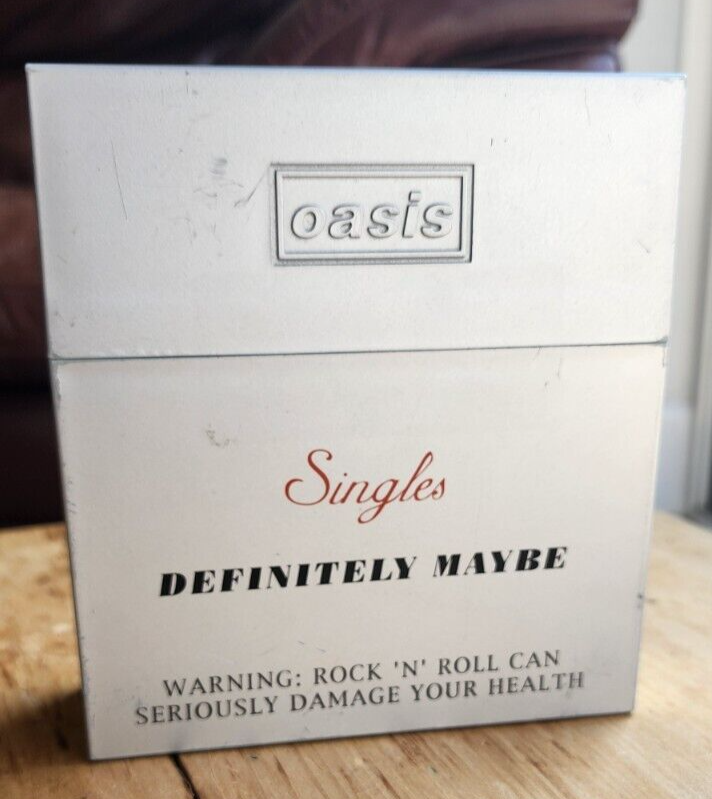 oasis
Singles
DEFINITELY MAYBE
WARNING: ROCK 'N' ROLL CAN
SERIOUSLY DAMAGE YOUR HEALTH